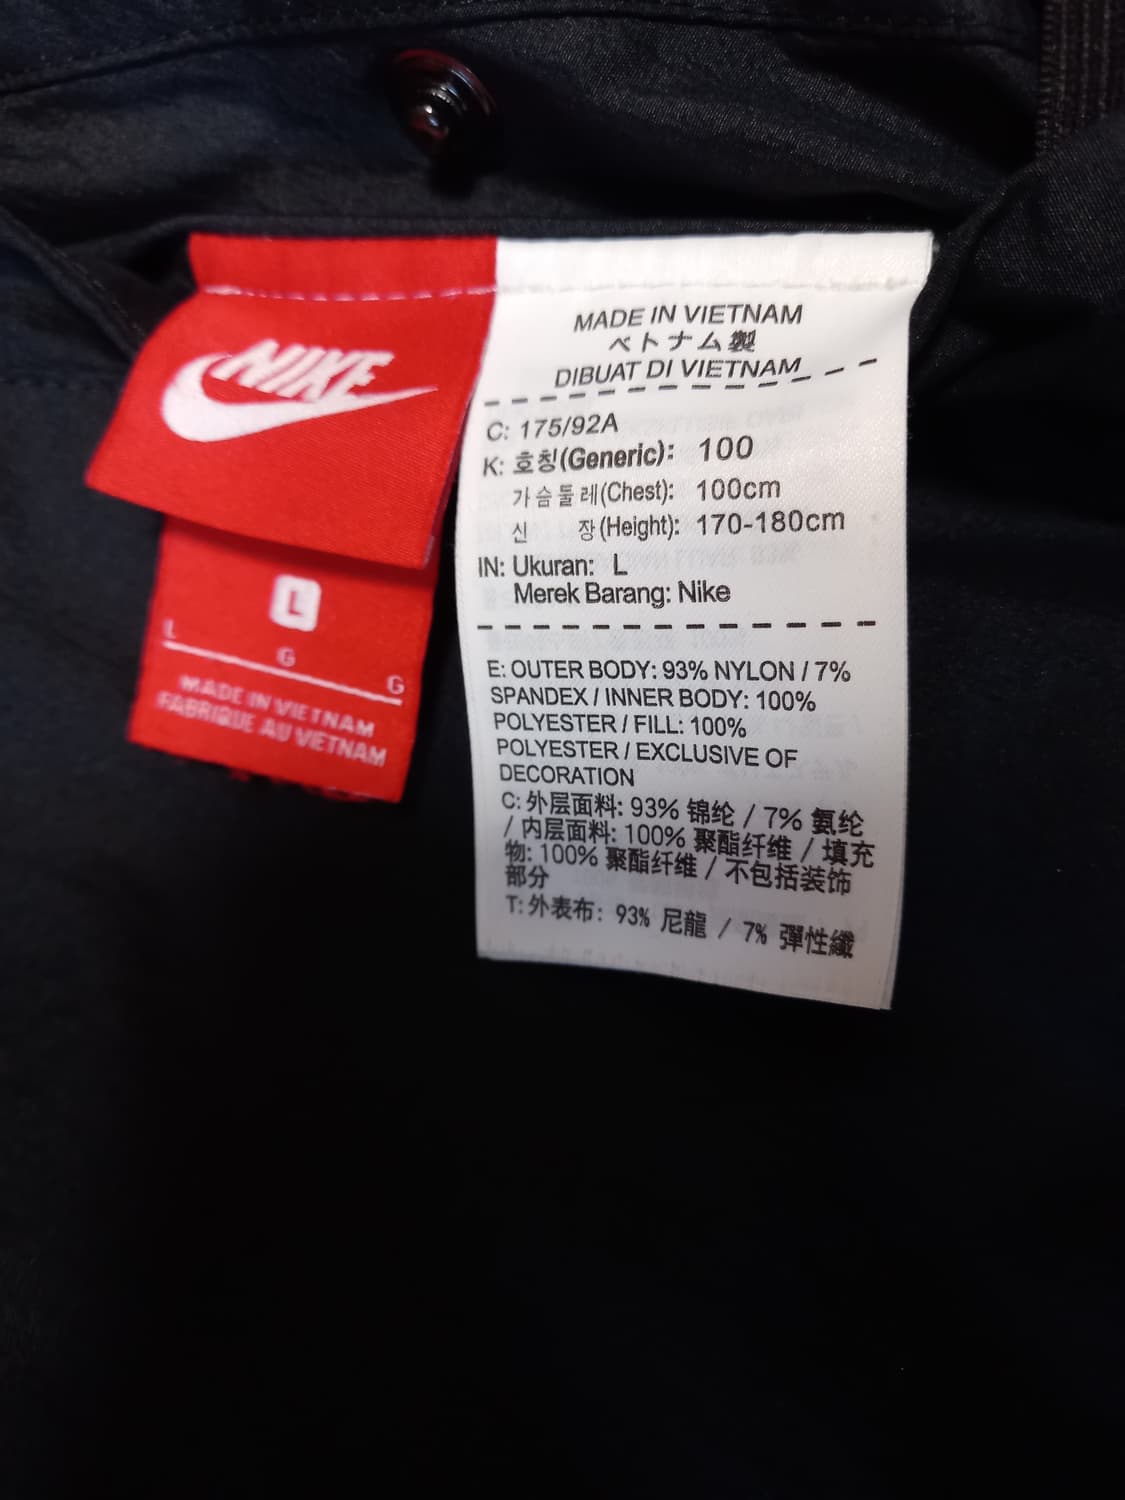 NIKE
L
L
G
G
MADE IN VIETNAM
FABRIQUE AU VIETNAM
MADE IN VIETNAM
ベトナム製
DIBUAT DI VIETNAM
C: 175/92A
K: 호칭(Generic): 100
가슴둘레(Chest): 100cm
신 장(Height): 170-180cm
IN: Ukuran: L
Merek Barang: Nike
E: OUTER BODY: 93% NYLON / 7%
SPANDEX / INNER BODY: 100%
POLYESTER / FILL: 100%
POLYESTER / EXCLUSIVE OF
DECORATION
C: 外层面料: 93% 锦纶 / 7% 氨纶
/ 内层面料: 100% 聚酯纤维 / 填充
物: 100% 聚酯纤维 / 不包括装饰
部分
T: 外表布: 93% 尼龍 / 7% 彈性纖